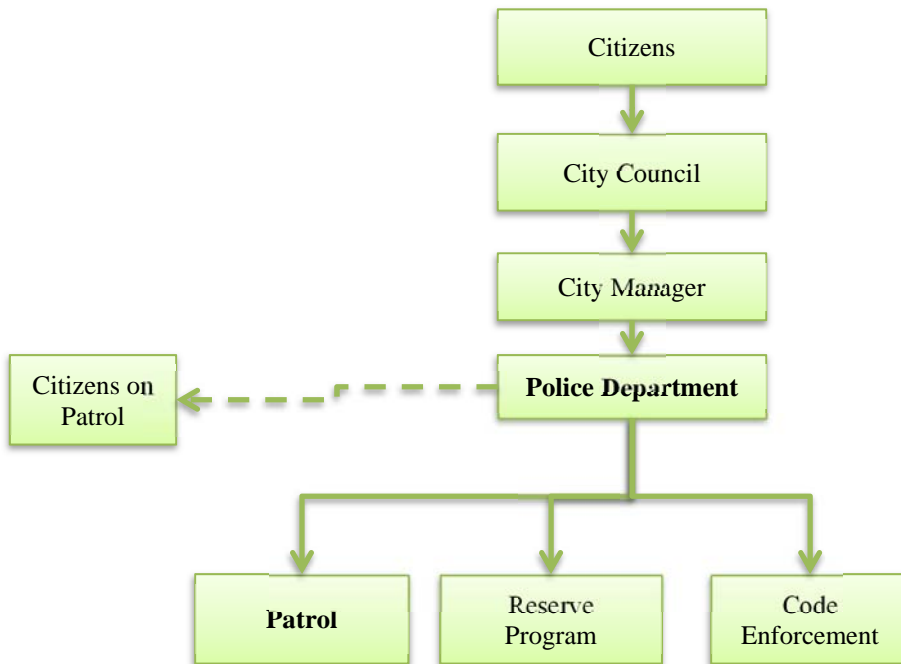 Citizens
City Council
City Manager
Citizens on
Patrol
Police Department
Patrol
Reserve
Program
Code
Enforcement